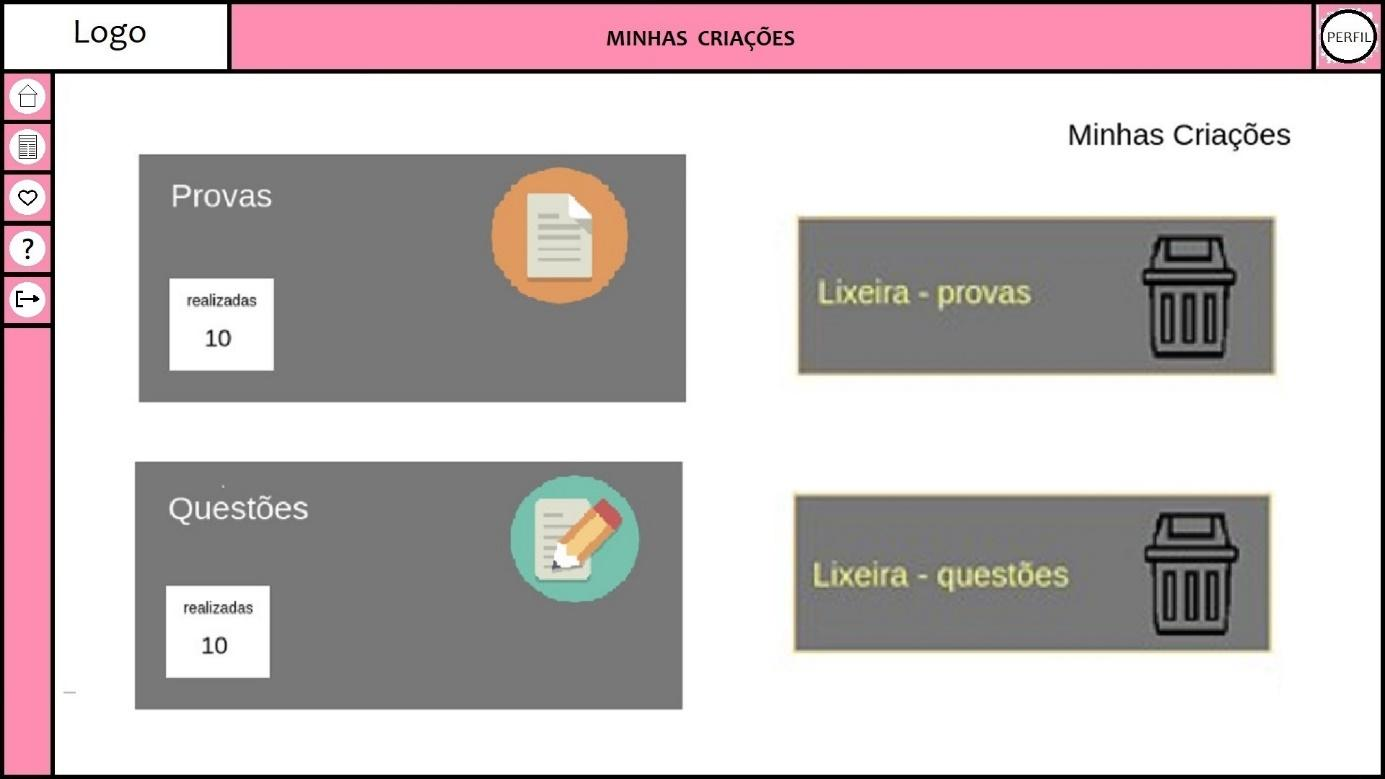 Logo
MINHAS CRIAÇÕES
PERFIL
?
Minhas Criações
Provas
realizadas
10
Lixeira - provas
Questões
realizadas
10
Lixeira - questões